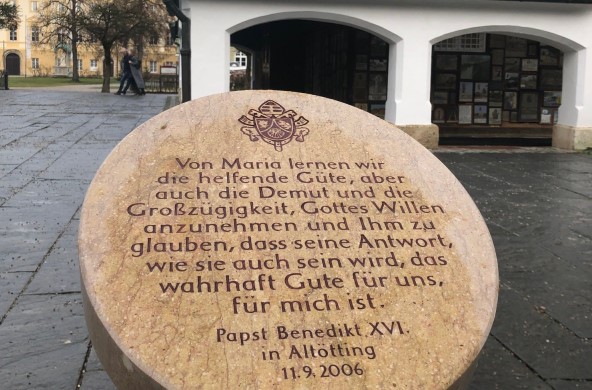 Von Maria lernen wir
die helfende Güte, aber
auch die Demut und die
Großzügigkeit, Gottes Willen
anzunehmen und Ihm zu
glauben, dass seine Antwort,
wie sie auch sein wird, das
wahrhaft Gute für uns,
für mich ist.
Papst Benedikt XVI.
in Altötting
11.9.2006